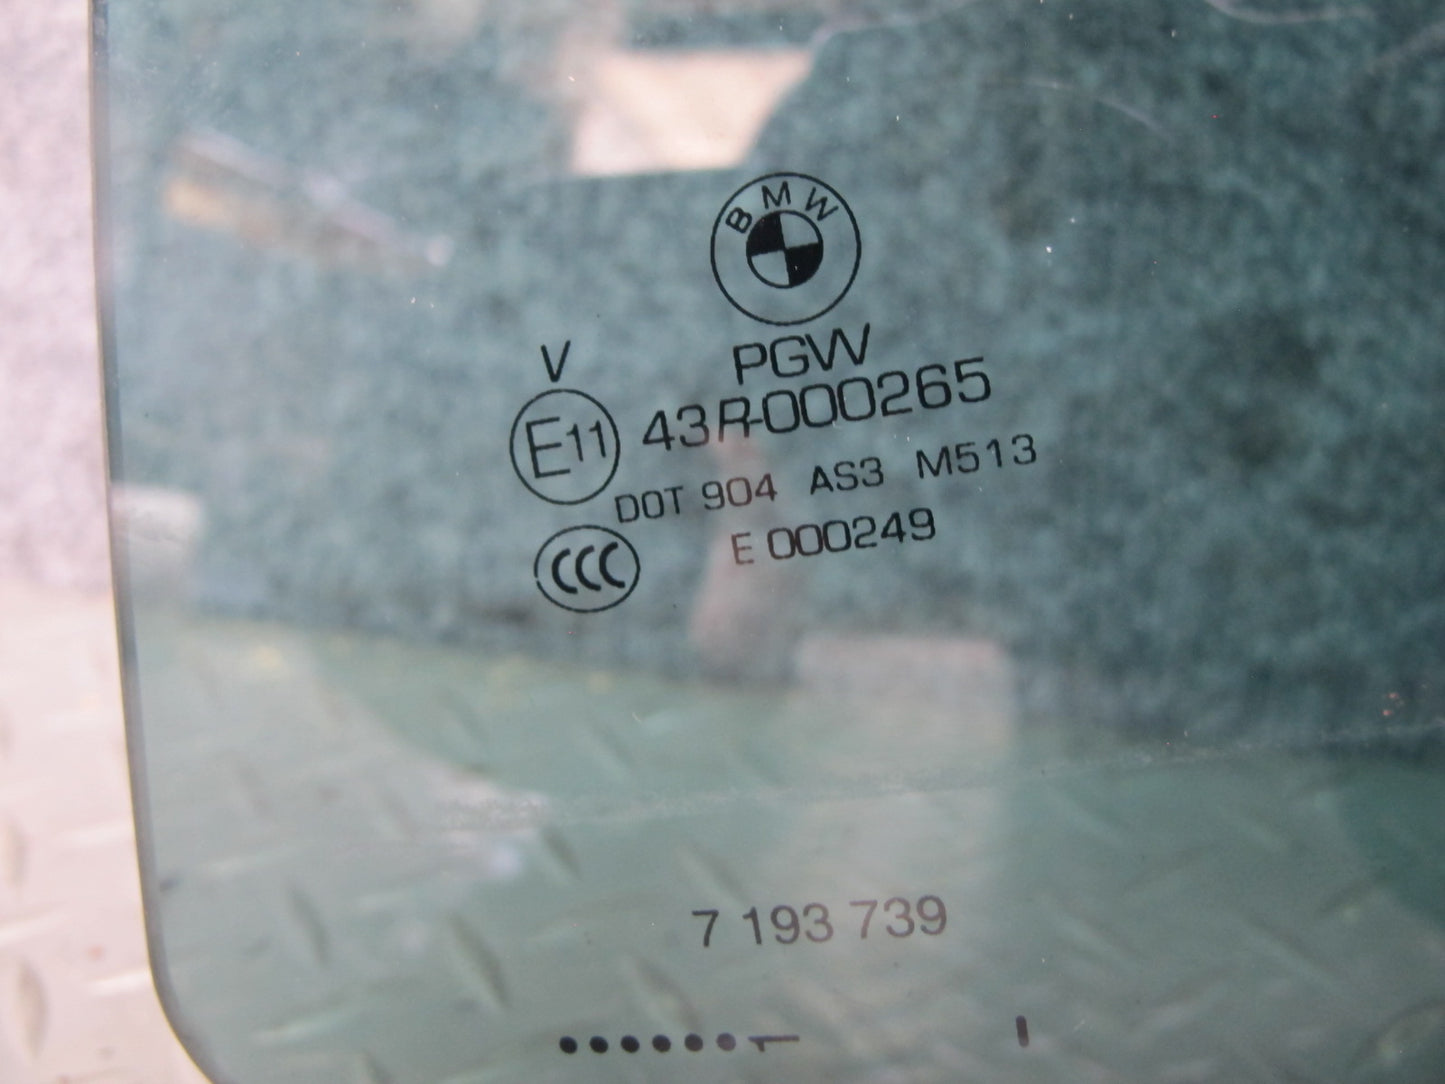 BMW
PGW
V
E11 43R-000265
DOT 904 AS3 M513
CCC E 000249
7 193 739